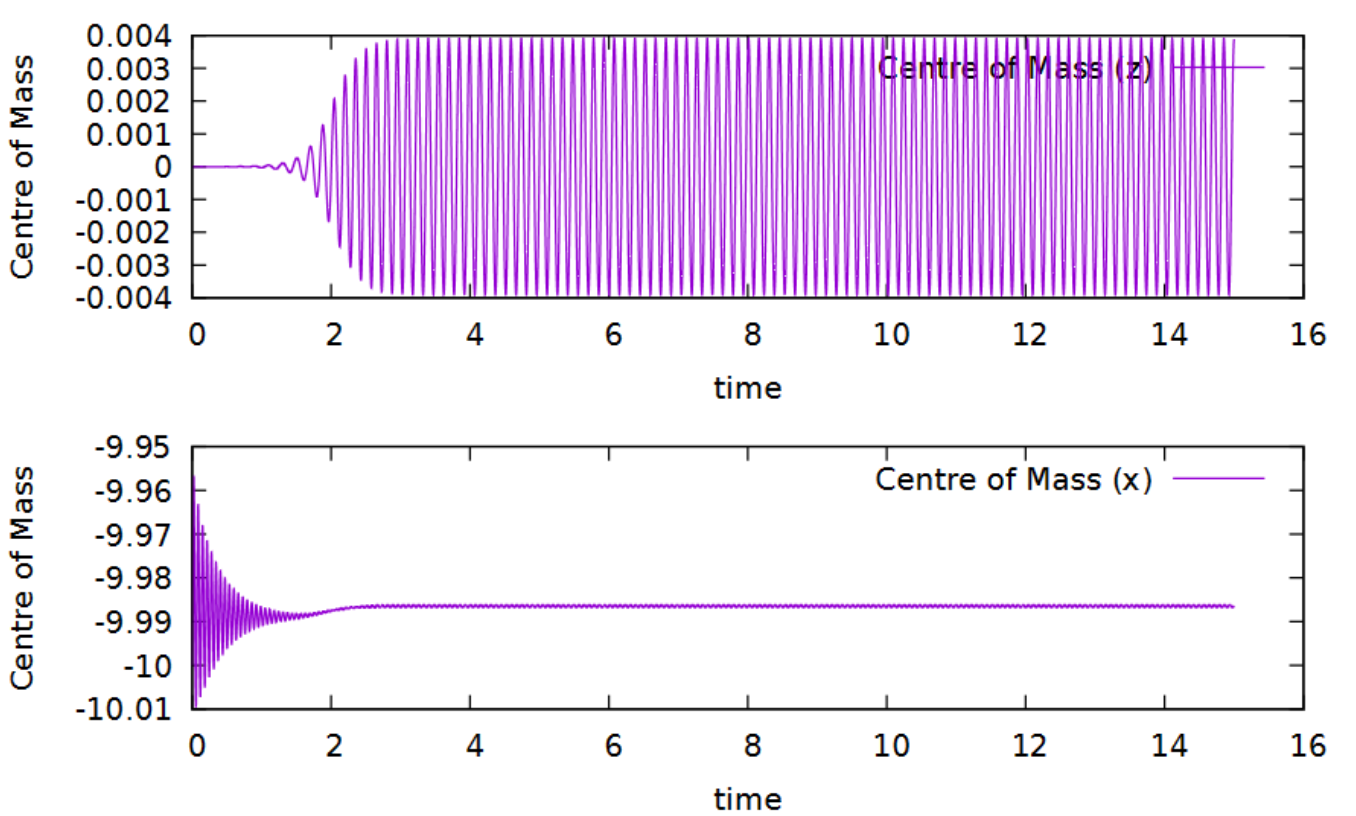 Centre of Mass
0.004
0.003
0.002
0.001
0
-0.001
-0.002
-0.003
-0.004
Centre of Mass (z)
0 2 4 6 8 10 12 14 16
time
Centre of Mass
-9.95
-9.96
-9.97
-9.98
-9.99
-10
-10.01
Centre of Mass (x)
0 2 4 6 8 10 12 14 16
time